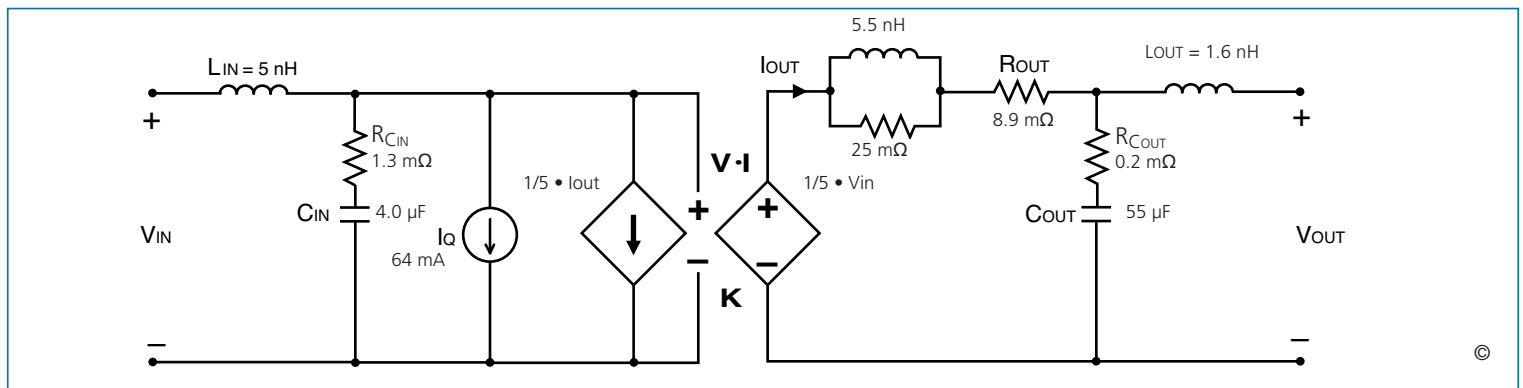 5.5 nH
LIN = 5 nH
IOUT
ROUT
LOUT = 1.6 nH
+
+
RCIN
1.3 mΩ
8.9 mΩ
RCOUT
0.2 mΩ
25 mΩ
V•I
1/5 • Iout
1/5 • Vin
+
+
CIN
4.0 µF
COUT
55 µF
VIN
IQ
64 mA
VOUT
–
–
K
–
–
©